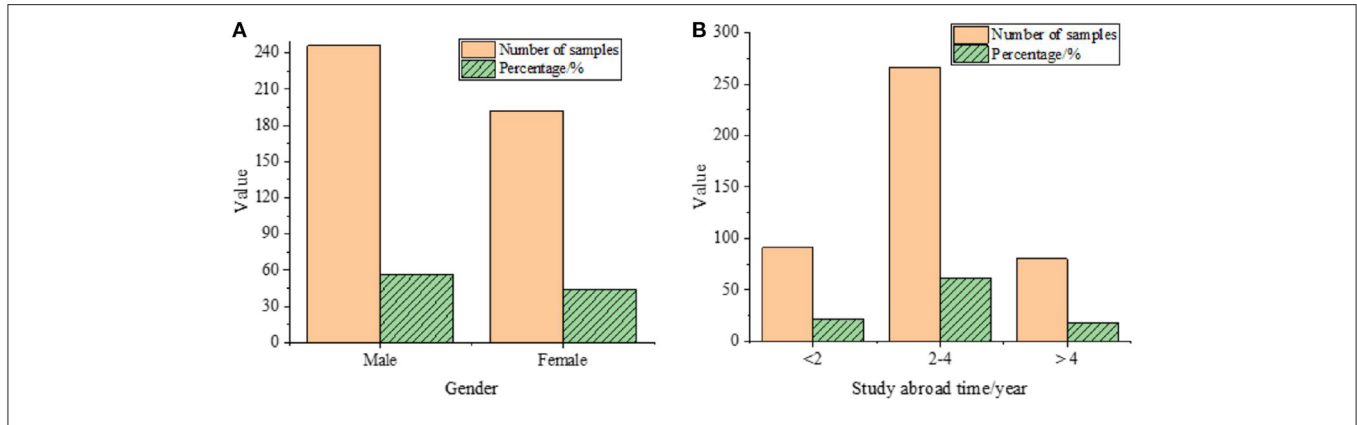 A
Number of samples
Percentage/%
240
210
180
150
120
90
60
30
0
Value
Male
Female
Gender
B
Number of samples
Percentage/%
300
250
200
150
100
50
0
Value
<2
2-4
>4
Study abroad time/year